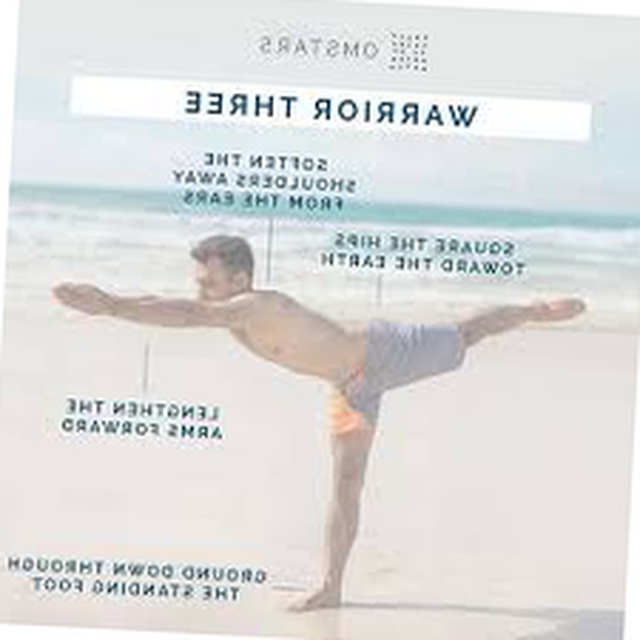 OMSTARS
WARRIOR THREE
SOFTEN THE
SHOULDERS AWAY
FROM THE EARS
SQUARE THE HIPS
TOWARD THE EARTH
LENGTHEN THE
ARMS FORWARD
GROUND DOWN THROUGH
THE STANDING FOOT